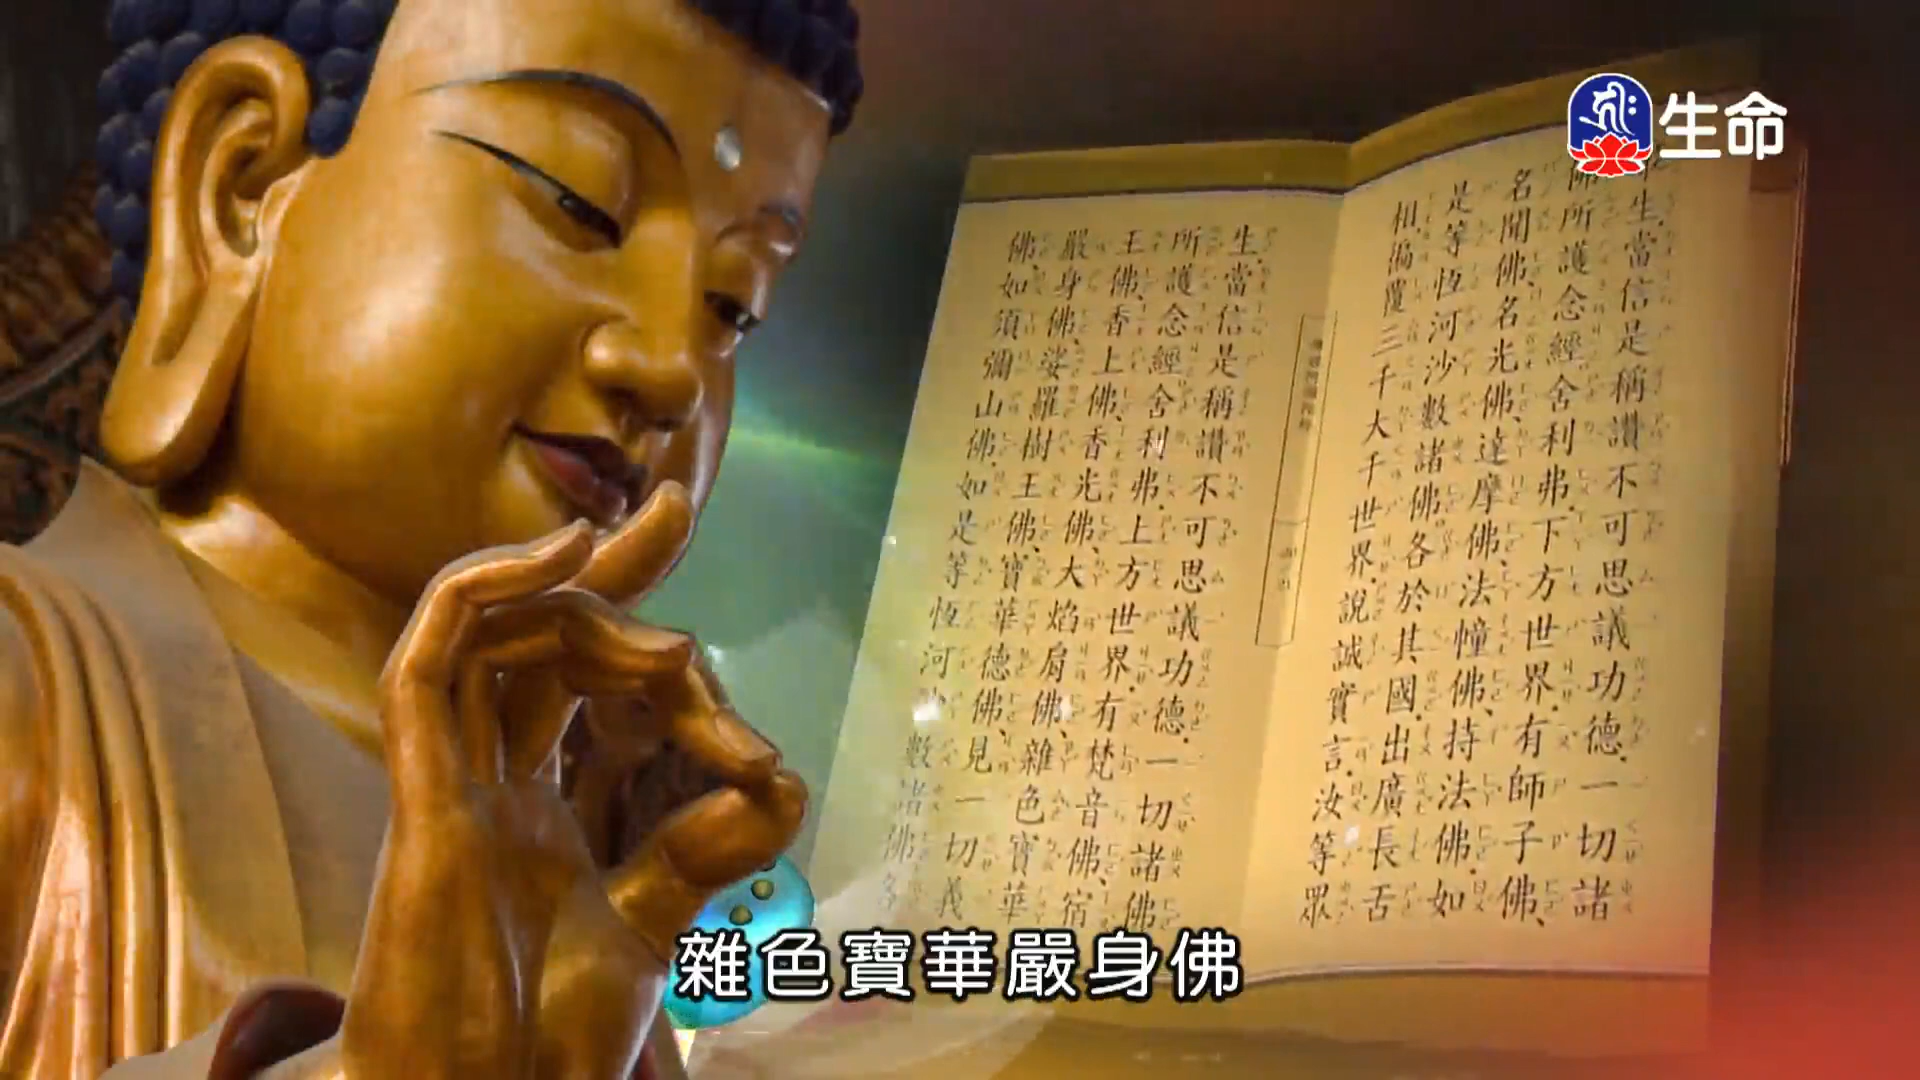 生命
生.當信是稱讚不可思議功德.一切諸
佛所護念經舍利弗.下方世界.有師子佛、
名聞佛、名光佛、達摩佛、法幢佛、持法佛.如
是等恆河沙數諸佛各於其國.出廣長舌
相.徧覆三千大千世界.說誠實言.汝等眾
生.當信是稱讚不可思議功德.一切諸佛
所護念經舍利弗.上方世界.有梵音佛、宿
王佛、香上佛、香光佛、大焰肩佛、雜色寶華
嚴身佛、娑羅樹王佛、寶華德佛、見一切義
佛、如須彌山佛.如是等恆河沙數諸佛各
雜色寶華嚴身佛